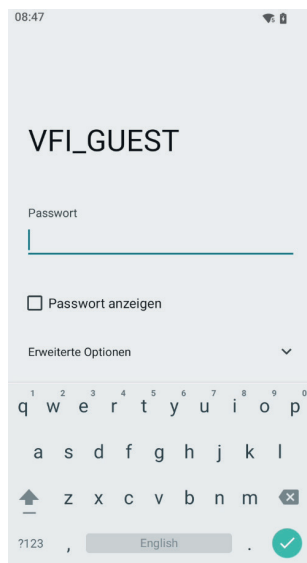 08:47
VFI_GUEST
Passwort
Passwort anzeigen
Erweiterte Optionen
1 2 3 4 5 6 7 8 9 0
q w e r t y u i o p
a s d f g h j k l
z x c v b n m
?123 , English .